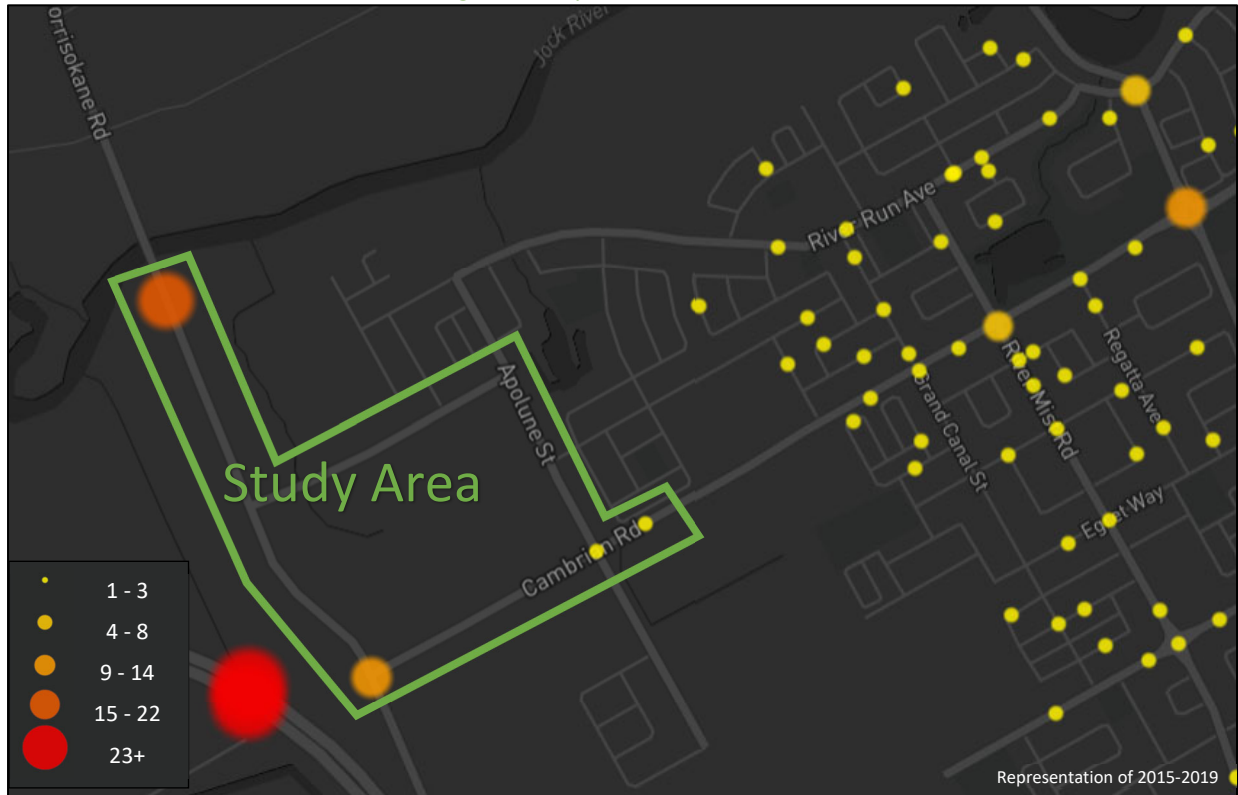 orrisokane Rd
Jock River
River Run Ave
Apolune St
Grand Canal St
River Mist Rd
Regatta Ave
Study Area
Cambrian Rd
Egret Way
1 - 3
4 - 8
9 - 14
15 - 22
23+
Representation of 2015-2019